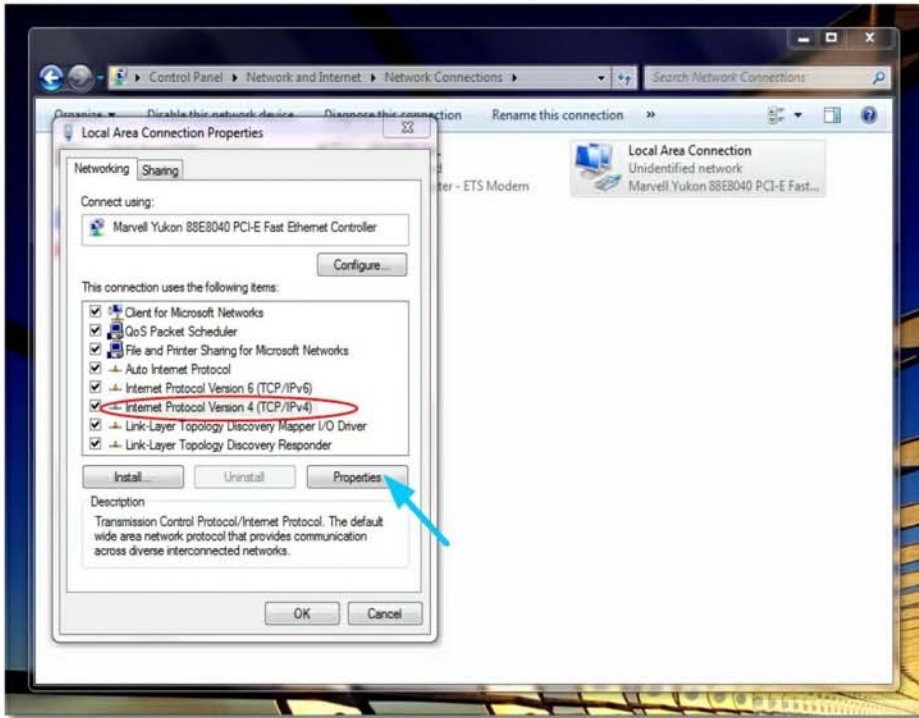 Control Panel ▸ Network and Internet ▸ Network Connections ▸
Search Network Connections
Organize Disable this network device Diagnose this connection Rename this connection »
Local Area Connection Properties
Networking Sharing
Connect using:
Marvell Yukon 88E8040 PCI-E Fast Ethernet Controller
Configure...
This connection uses the following items:
Client for Microsoft Networks
QoS Packet Scheduler
File and Printer Sharing for Microsoft Networks
Auto Internet Protocol
Internet Protocol Version 6 (TCP/IPv6)
Internet Protocol Version 4 (TCP/IPv4)
Link-Layer Topology Discovery Mapper I/O Driver
Link-Layer Topology Discovery Responder
Install... Uninstall Properties
Description
Transmission Control Protocol/Internet Protocol. The default
wide area network protocol that provides communication
across diverse interconnected networks.
OK Cancel
- ETS Modem
Local Area Connection
Unidentified network
Marvell Yukon 88E8040 PCI-E Fast...